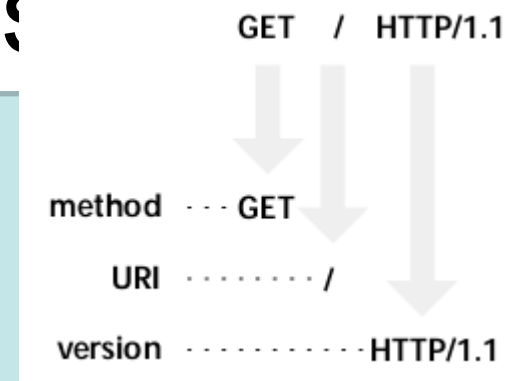 S
GET / HTTP/1.1
method ---GET
URI ········/
version ···········HTTP/1.1